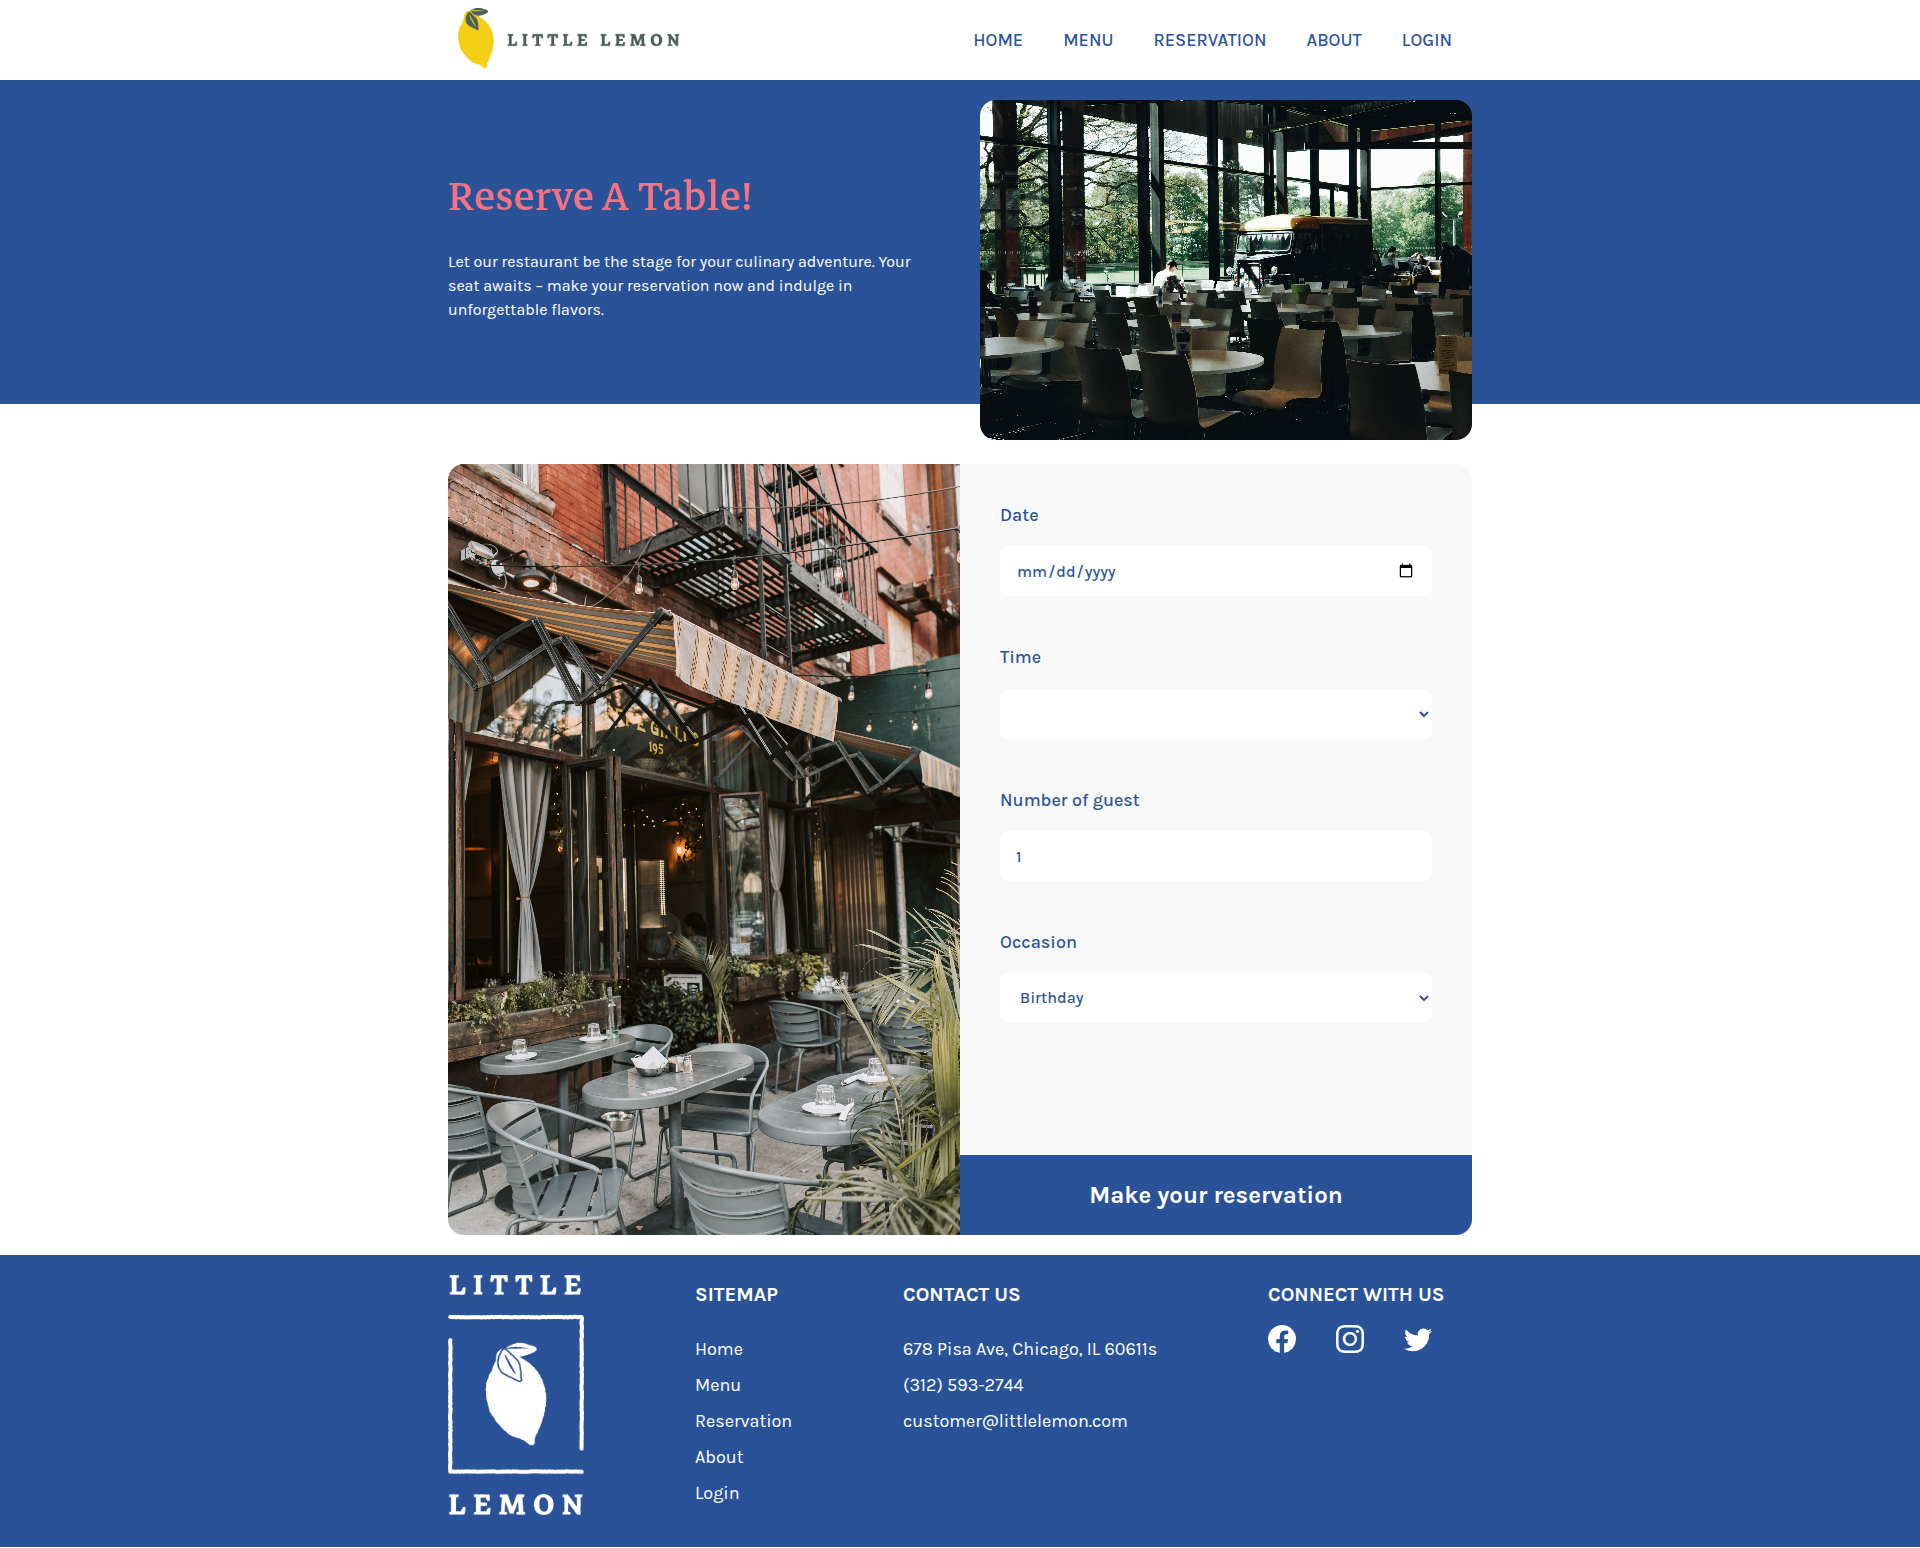 LITTLE LEMON
HOME MENU RESERVATION ABOUT LOGIN
Reserve A Table!
Let our restaurant be the stage for your culinary adventure. Your
seat awaits – make your reservation now and indulge in
unforgettable flavors.
195
Date
mm/dd/yyyy
Time
Number of guest
1
Occasion
Birthday
Make your reservation
LITTLE
LEMON
SITEMAP
Home
Menu
Reservation
About
Login
CONTACT US
678 Pisa Ave, Chicago, IL 60611s
(312) 593-2744
customer@littlelemon.com
CONNECT WITH US